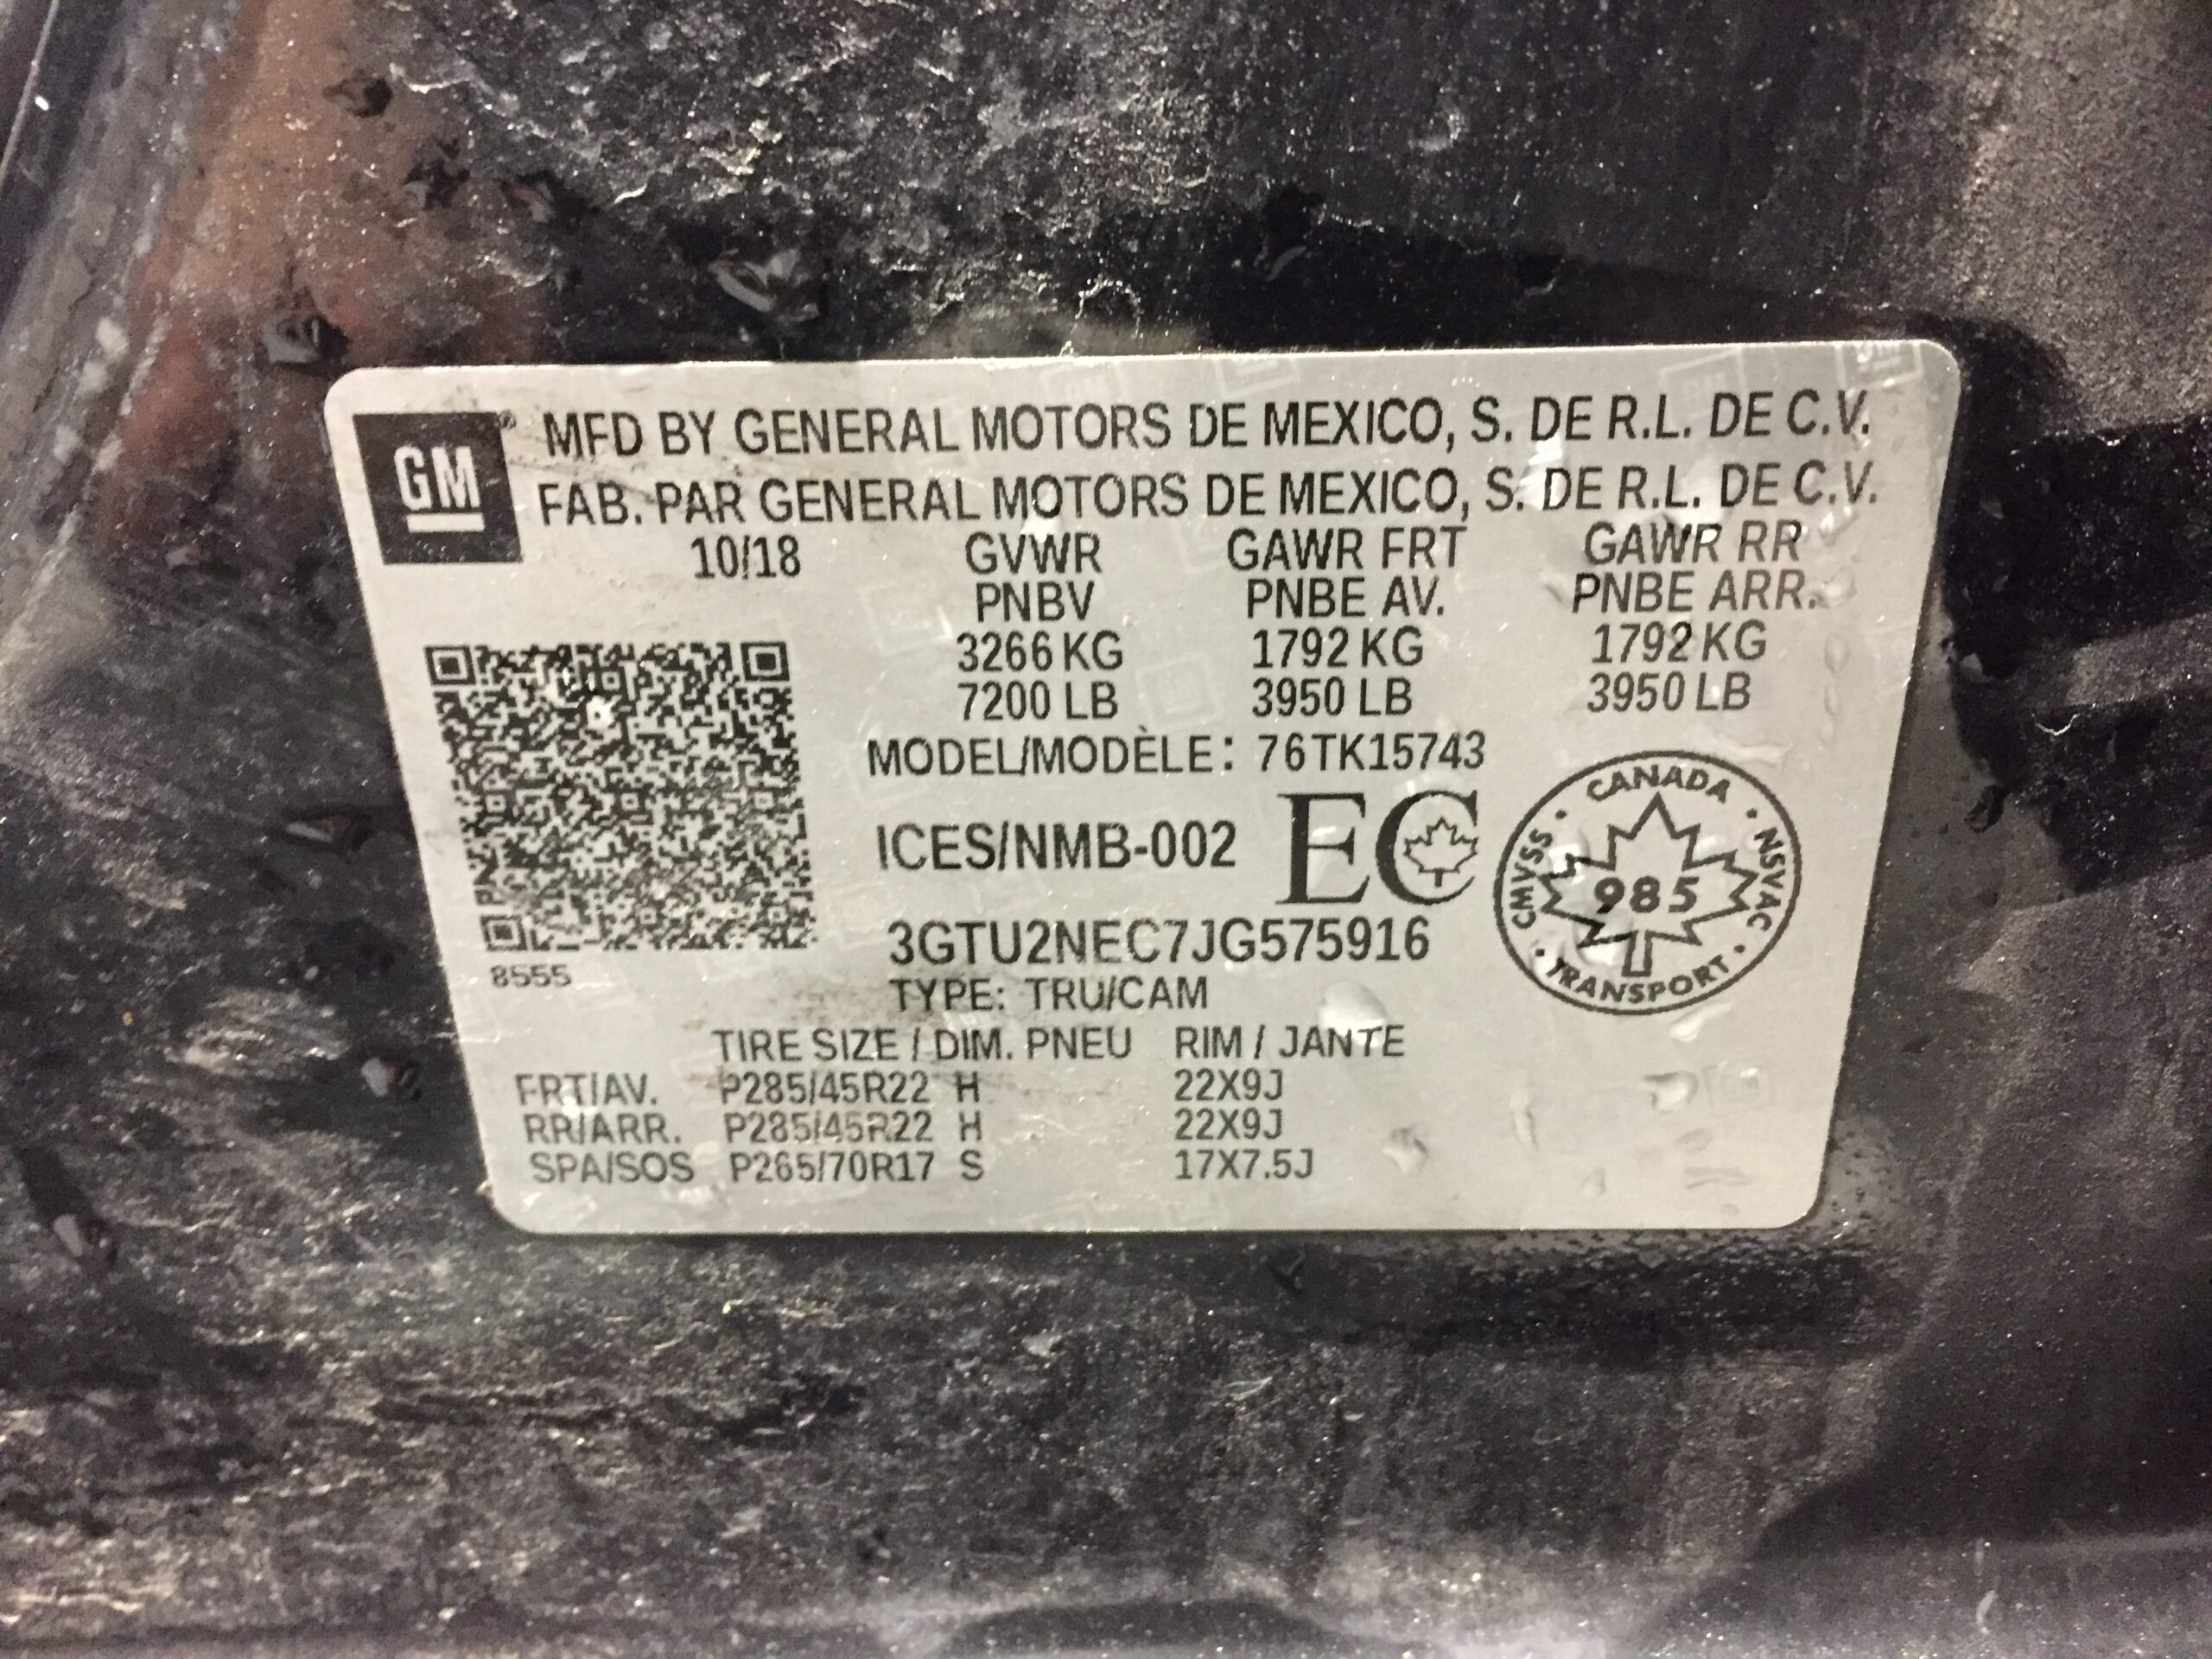 GM® MFD BY GENERAL MOTORS DE MEXICO, S. DE R.L. DE C.V.
FAB. PAR GENERAL MOTORS DE MEXICO, S. DE R.L. DE C.V.
10/18 GVWR GAWR FRT GAWR RR
PNBV PNBE AV. PNBE ARR.
3266 KG 1792 KG 1792 KG
7200 LB 3950 LB 3950 LB
MODEL/MODÈLE: 76TK15743
ICES/NMB-002 EC
CANADA
CMVSS · NSVAC
985
TRANSPORT
3GTU2NEC7JG575916
8555
TYPE: TRU/CAM
TIRE SIZE / DIM. PNEU RIM / JANTE
FRT/AV. P285/45R22 H 22X9J
RR/ARR. P285/45R22 H 22X9J
SPA/SOS P265/70R17 S 17X7.5J